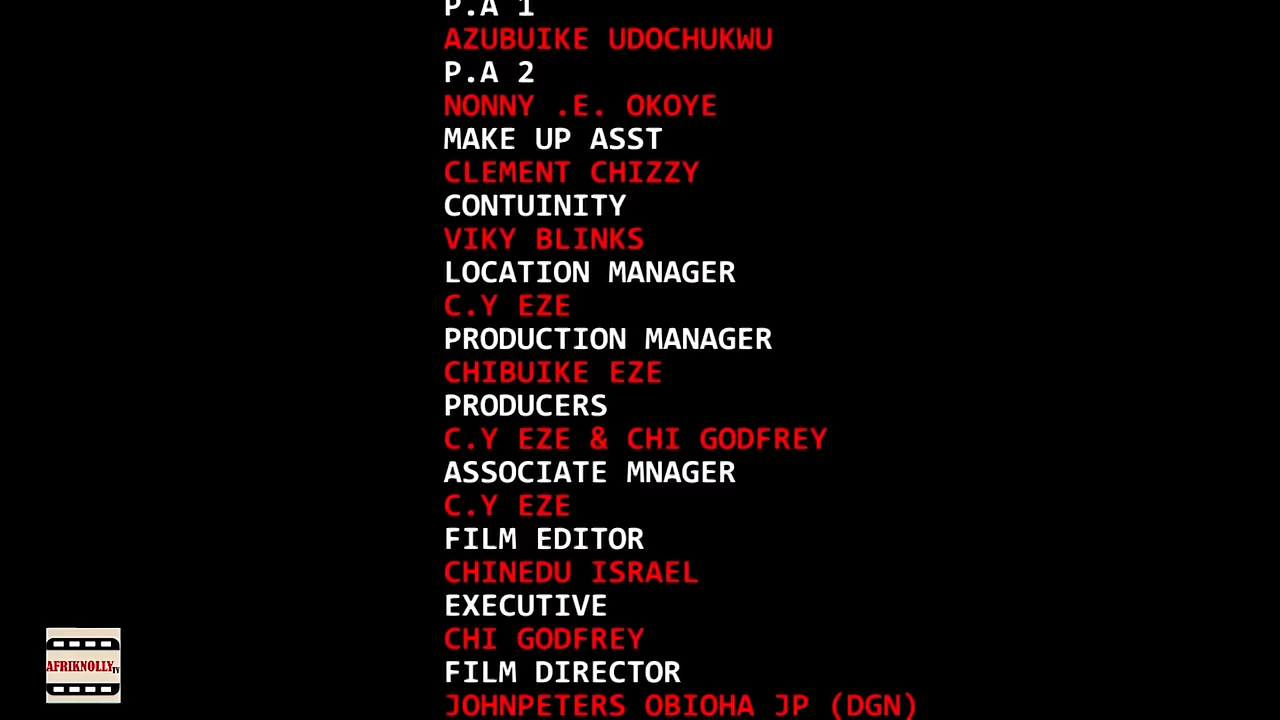 P.A 1
AZUBUIKE UDOCHUKWU
P.A 2
NONNY .E. OKOYE
MAKE UP ASST
CLEMENT CHIZZY
CONTUINITY
VIKY BLINKS
LOCATION MANAGER
C.Y EZE
PRODUCTION MANAGER
CHIBUIKE EZE
PRODUCERS
C.Y EZE & CHI GODFREY
ASSOCIATE MNAGER
C.Y EZE
FILM EDITOR
CHINEDU ISRAEL
EXECUTIVE
CHI GODFREY
FILM DIRECTOR
JOHNPETERS OBIOHA JP (DGN)
AFRIKNOLLY TV